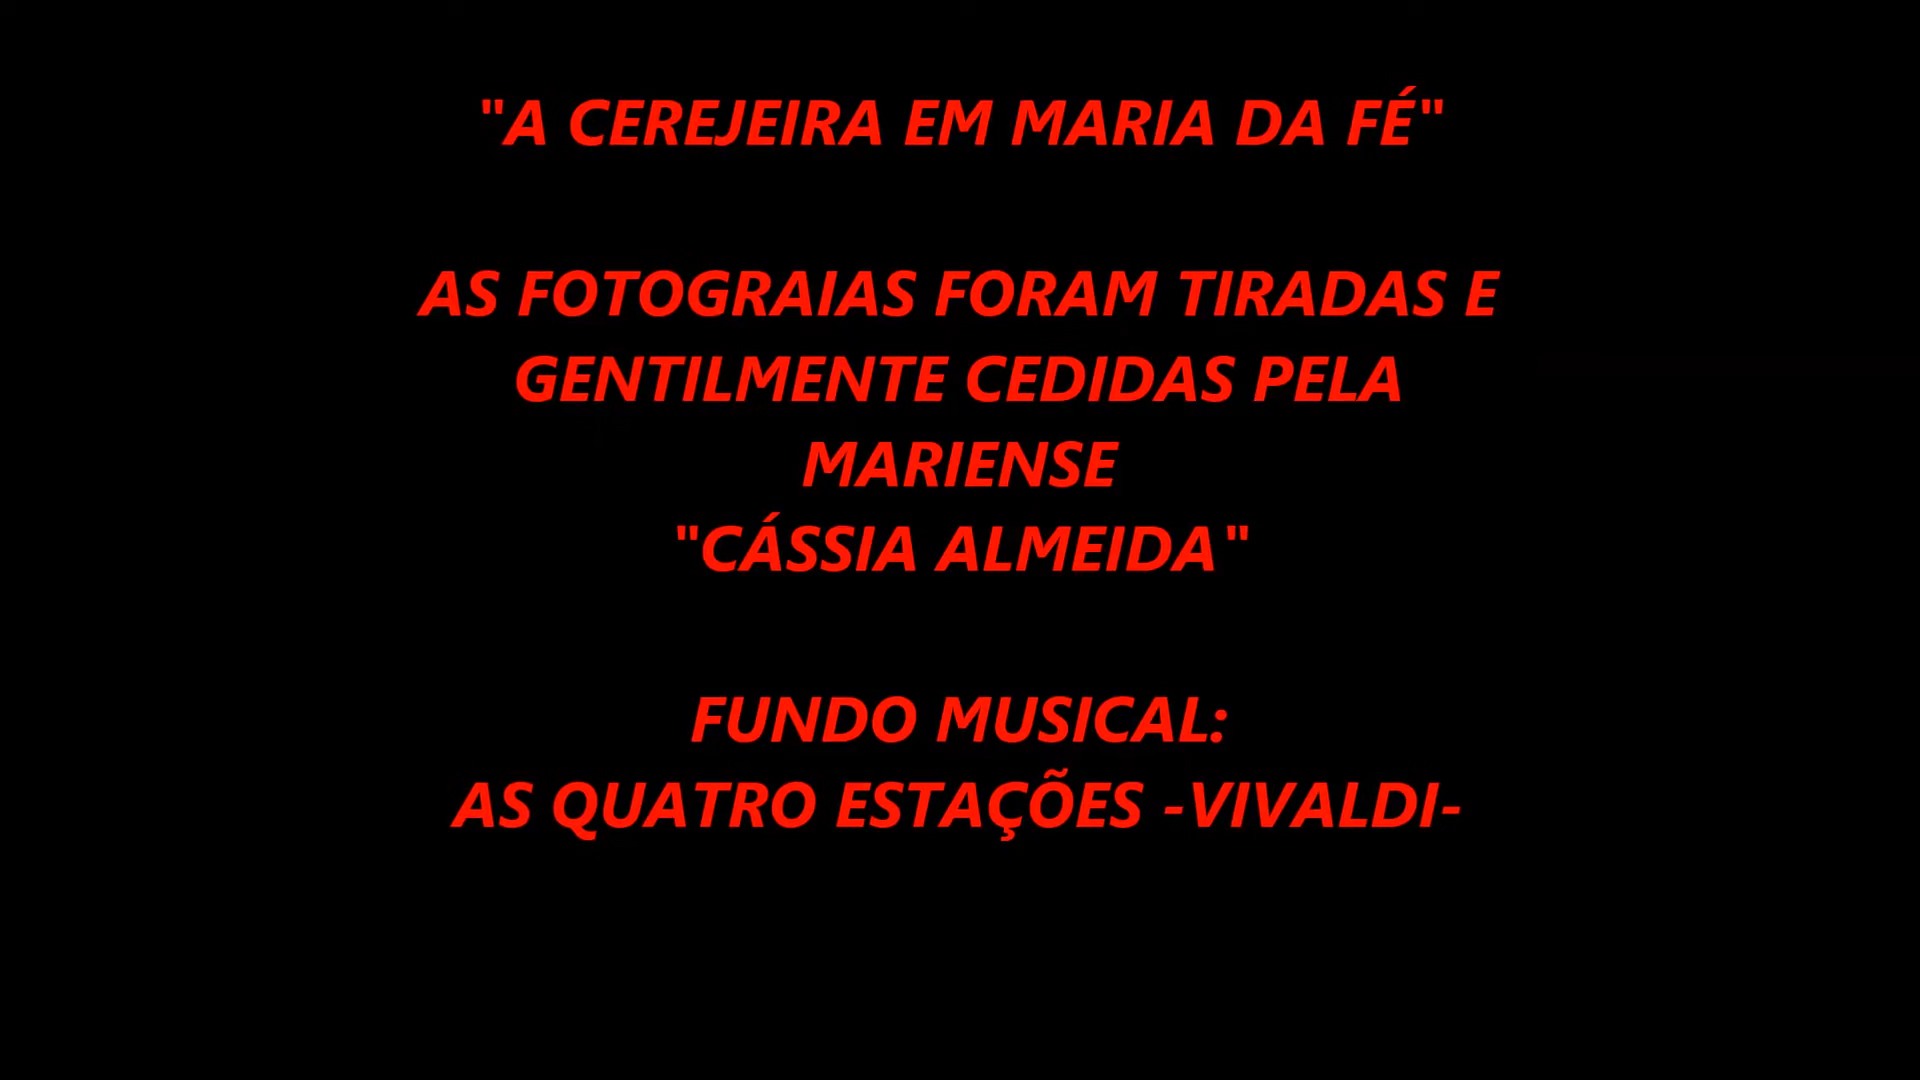 "A CEREJEIRA EM MARIA DA FÉ"
AS FOTOGRAIAS FORAM TIRADAS E
GENTILMENTE CEDIDAS PELA
MARIENSE
"CÁSSIA ALMEIDA"
FUNDO MUSICAL:
AS QUATRO ESTAÇÕES -VIVALDI-